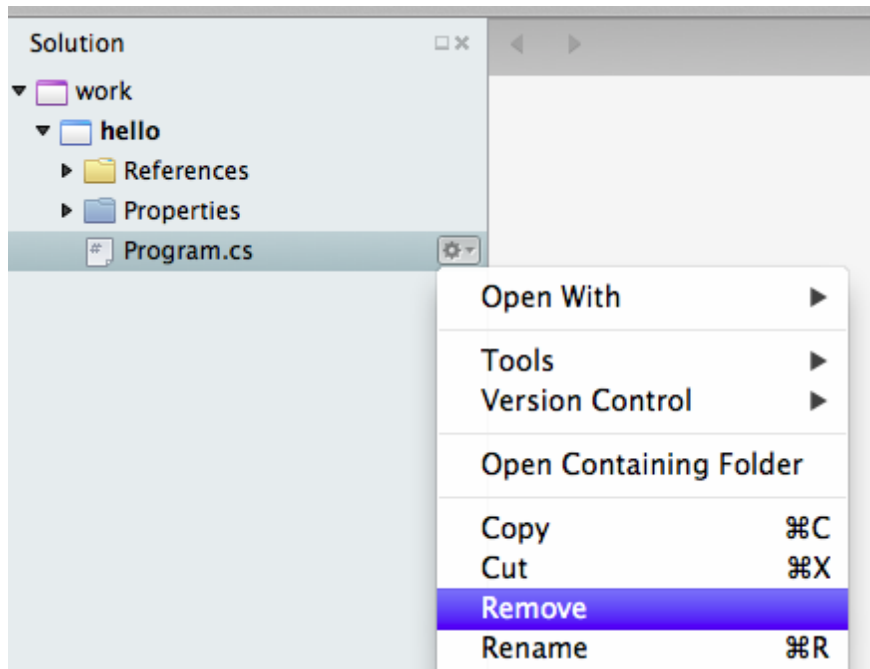 Solution
work
hello
References
Properties
Program.cs
Open With
Tools
Version Control
Open Containing Folder
Copy ⌘C
Cut ⌘X
Remove
Rename ⌘R